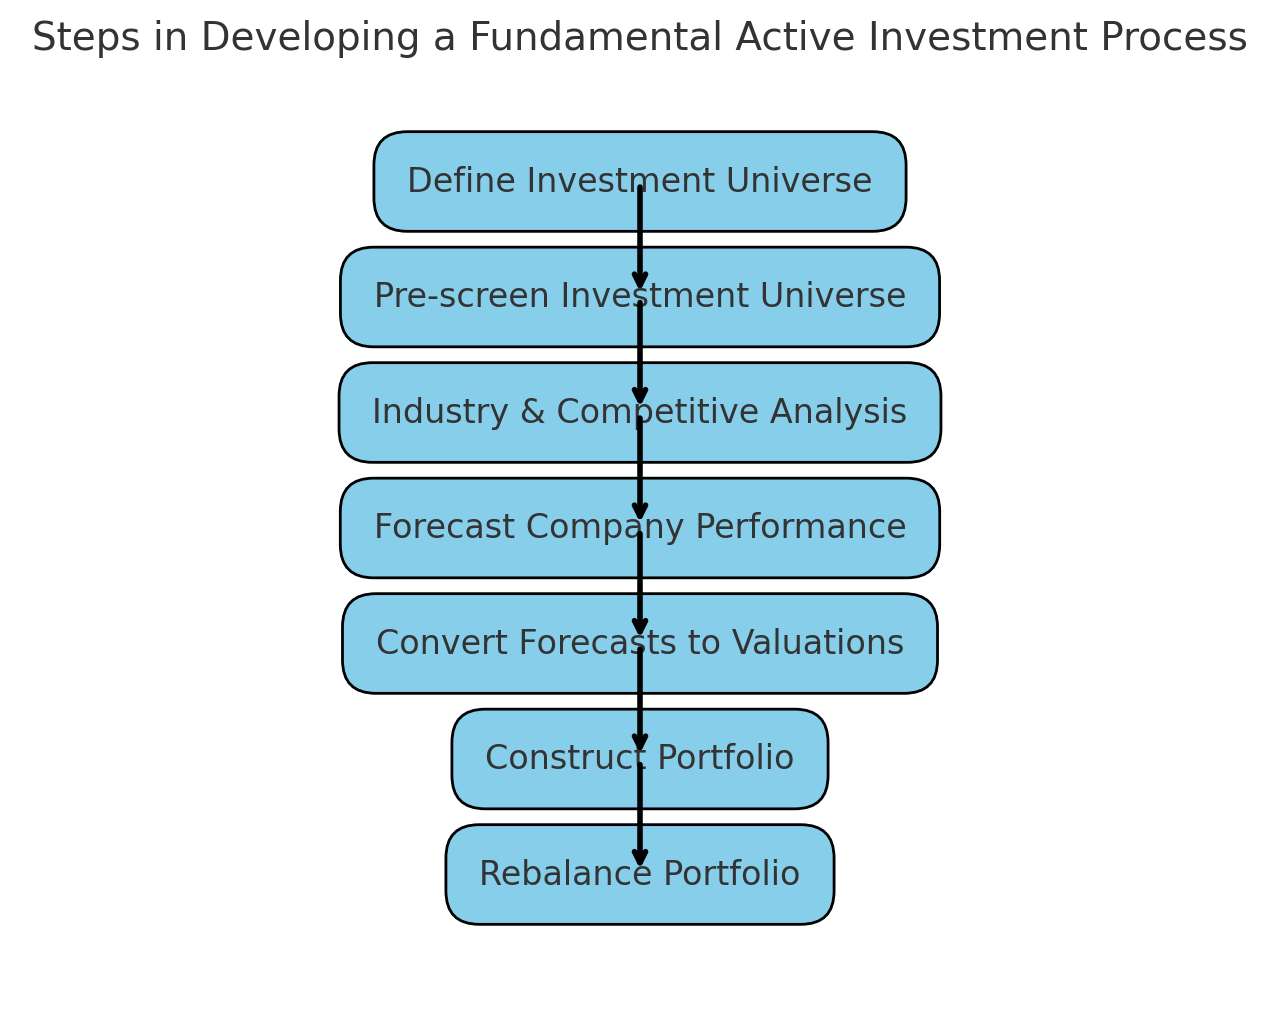 Steps in Developing a Fundamental Active Investment Process
Define Investment Universe
Pre-screen Investment Universe
Industry & Competitive Analysis
Forecast Company Performance
Convert Forecasts to Valuations
Construct Portfolio
Rebalance Portfolio